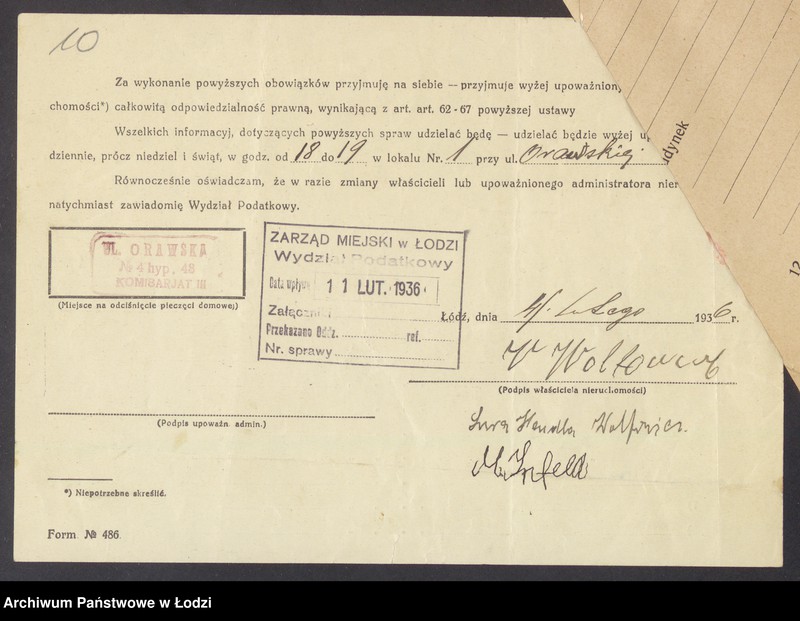 10
Za wykonanie powyższych obowiązków przyjmuję na siebie — przyjmuje wyżej upoważniony
chomości*) całkowitą odpowiedzialność prawną, wynikającą z art. art. 62-67 powyższej ustawy
Wszelkich informacyj, dotyczących powyższych spraw udzielać będę — udzielać będzie wyżej
dziennie, prócz niedziel i świąt, w godz. od 18 do 19 w lokalu Nr. 1 przy ul. Orawskiej
Równocześnie oświadczam, że w razie zmiany właścicieli lub upoważnionego administratora
natychmiast zawiadomię Wydział Podatkowy.
UL. ORAWSKA
№ 4 hyp. 48
KOMISARJAT III
(Miejsce na odciśnięcie pieczęci domowej)
ZARZĄD MIEJSKI w ŁODZI
Wydział Podatkowy
Data wpływu 11 LUT. 1936
Załączn.
Przekazano Oddz. ref.
Nr. sprawy
Łódź, dnia Lutego 1936 r.
(Podpis właściciela nieruchomości)
(Podpis upoważn. admin.)
*) Niepotrzebne skreślić.
Form. № 486.
Archiwum Państwowe w Łodzi